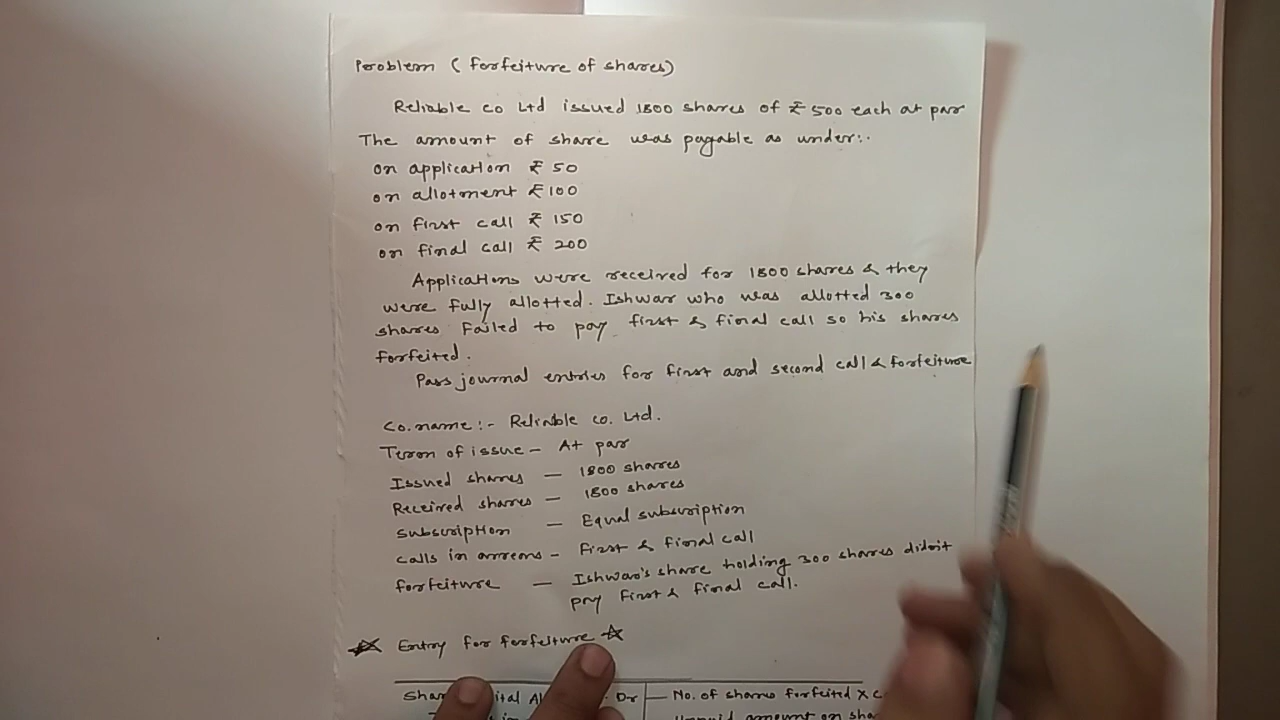 Problem ( forfeiture of shares)
Reliable co Ltd issued 1800 shares of ₹ 500 each at par
The amount of share was payable as under:-
on application ₹ 50
on allotment ₹ 100
on first call ₹ 150
on final call ₹ 200
Applications were received for 1800 shares & they
were fully allotted. Ishwar who was allotted 300
shares Failed to pay first & final call so his shares
forfeited.
Pass journal entries for first and second call & forfeiture
Co. name :- Reliable co. Ltd.
Term of issue - At par
Issued shares - 1800 shares
Received shares - 1800 shares
subscription - Equal subscription
calls in arrears - First & final call
forfeiture - Ishwar's share holding 300 shares didn't
pay first & final call.
Entry for forfeiture
Dr No. of shares forfeited x
Unpaid amount on